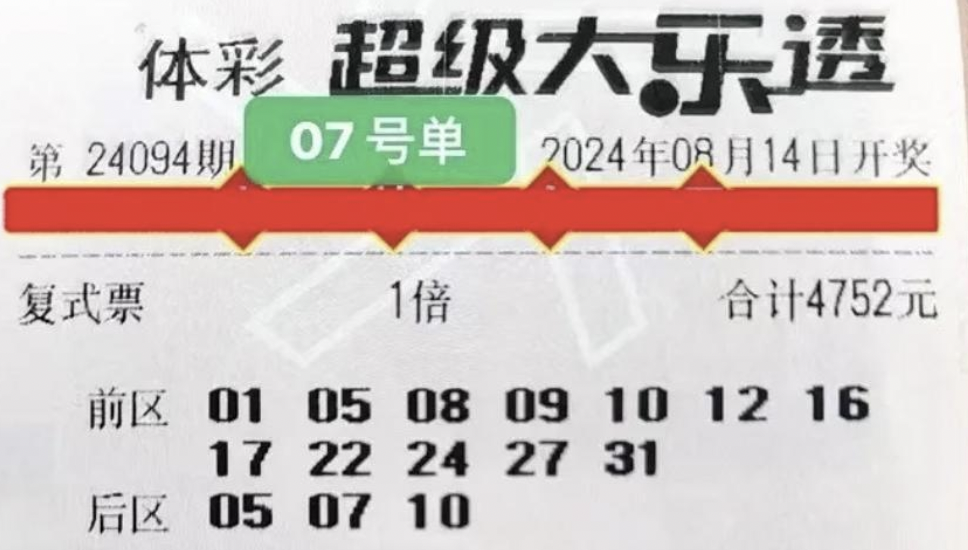 体彩 超级大乐透
07 号单
第 24094期 2024年08月14日开奖
复式票 1倍 合计4752元
前区 01 05 08 09 10 12 16
17 22 24 27 31
后区 05 07 10